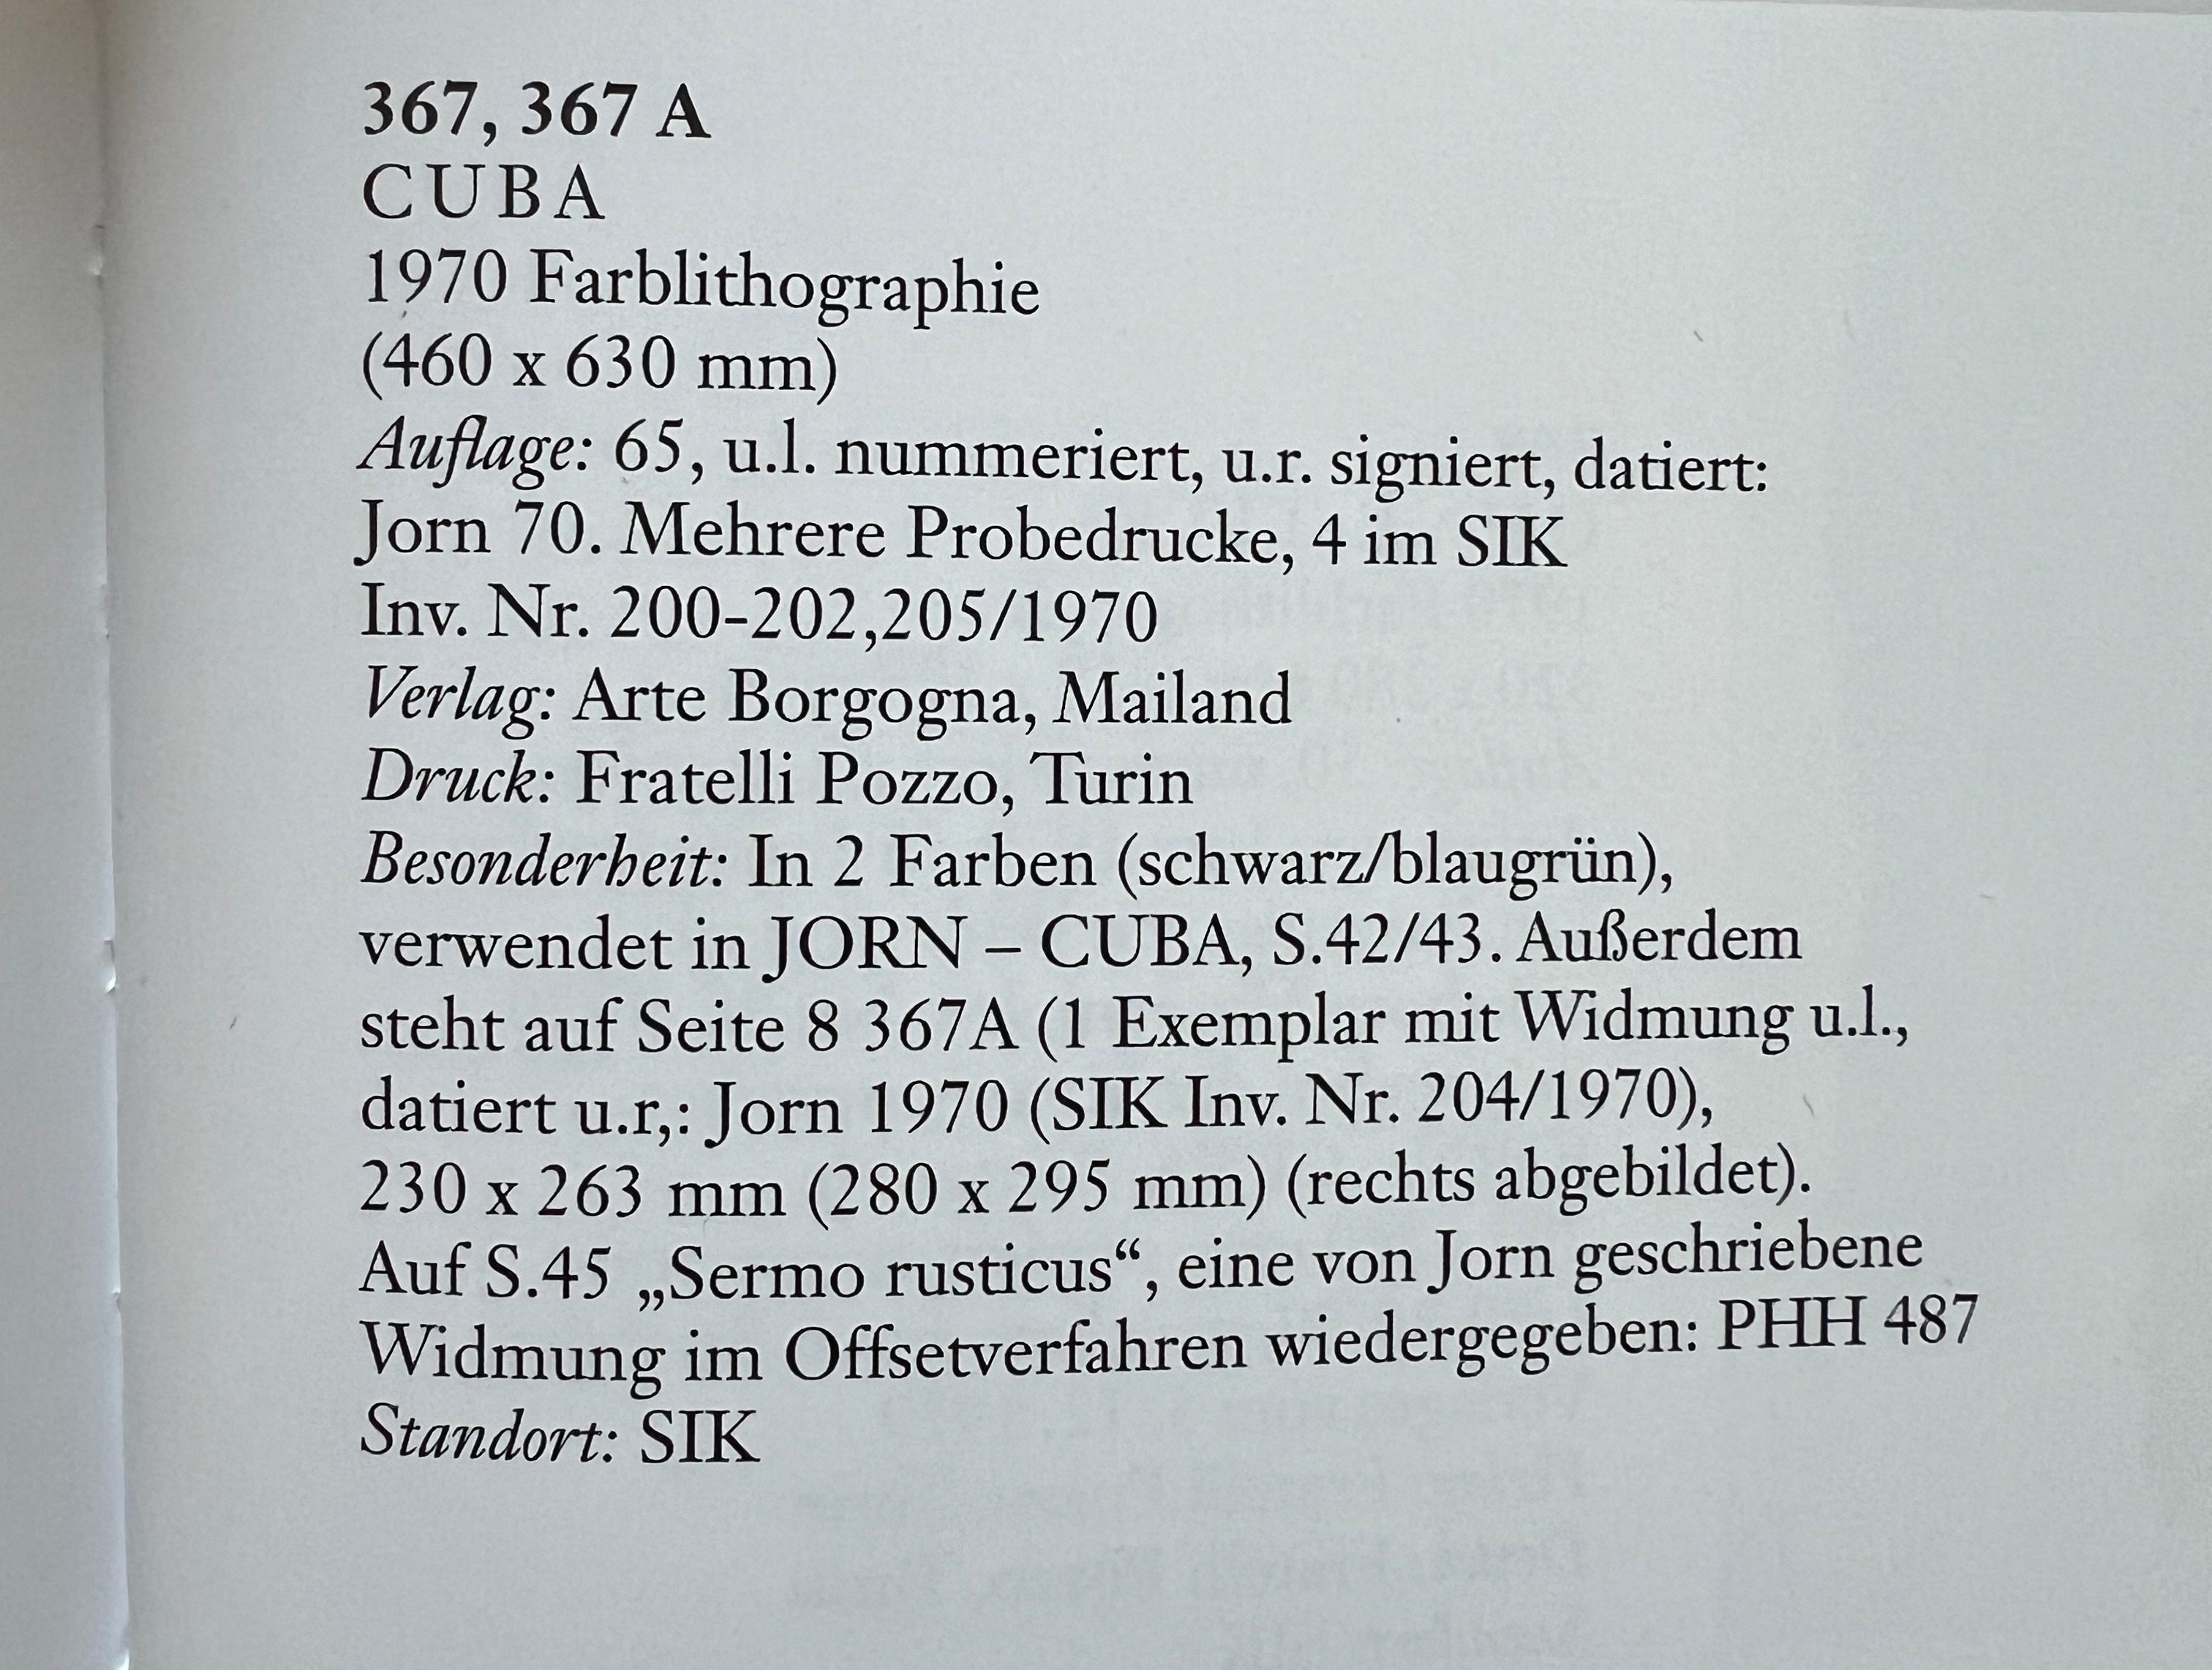 367, 367 A
CUBA
1970 Farblithographie
(460 x 630 mm)
Auflage: 65, u.l. nummeriert, u.r. signiert, datiert:
Jorn 70. Mehrere Probedrucke, 4 im SIK
Inv. Nr. 200-202,205/1970
Verlag: Arte Borgogna, Mailand
Druck: Fratelli Pozzo, Turin
Besonderheit: In 2 Farben (schwarz/blaugrün),
verwendet in JORN – CUBA, S.42/43. Außerdem
steht auf Seite 8 367A (1 Exemplar mit Widmung u.l.,
datiert u.r,: Jorn 1970 (SIK Inv. Nr. 204/1970),
230 x 263 mm (280 x 295 mm) (rechts abgebildet).
Auf S.45 „Sermo rusticus“, eine von Jorn geschriebene
Widmung im Offsetverfahren wiedergegeben: PHH 487
Standort: SIK